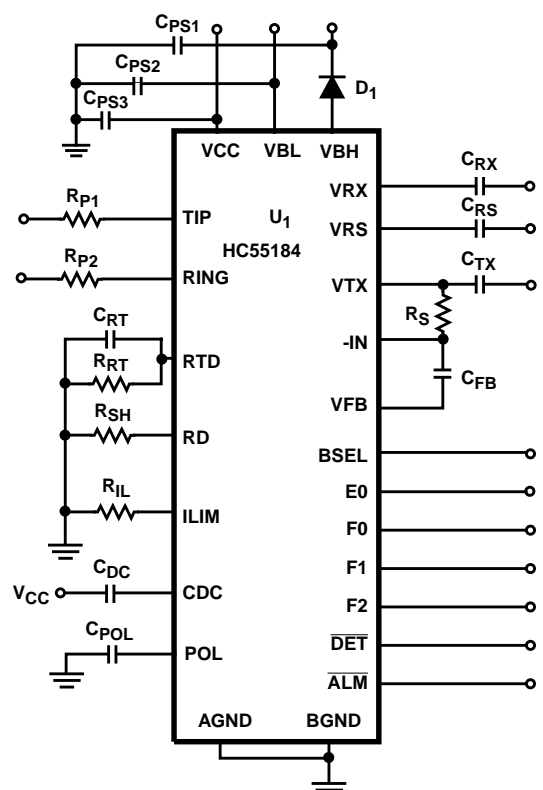 CPS1
CPS2
CPS3
D1
VCC VBL VBH
CRX
VRX
CRS
RP1
TIP
U1
VRS
HC55184
RP2
RING
VTX
CTX
RS
CRT
RTD
-IN
RRT
CFB
RSH
RD
VFB
BSEL
RIL
E0
ILIM
F0
F1
CDC
VCC
CDC
F2
CPOL
POL
DET
ALM
AGND BGND